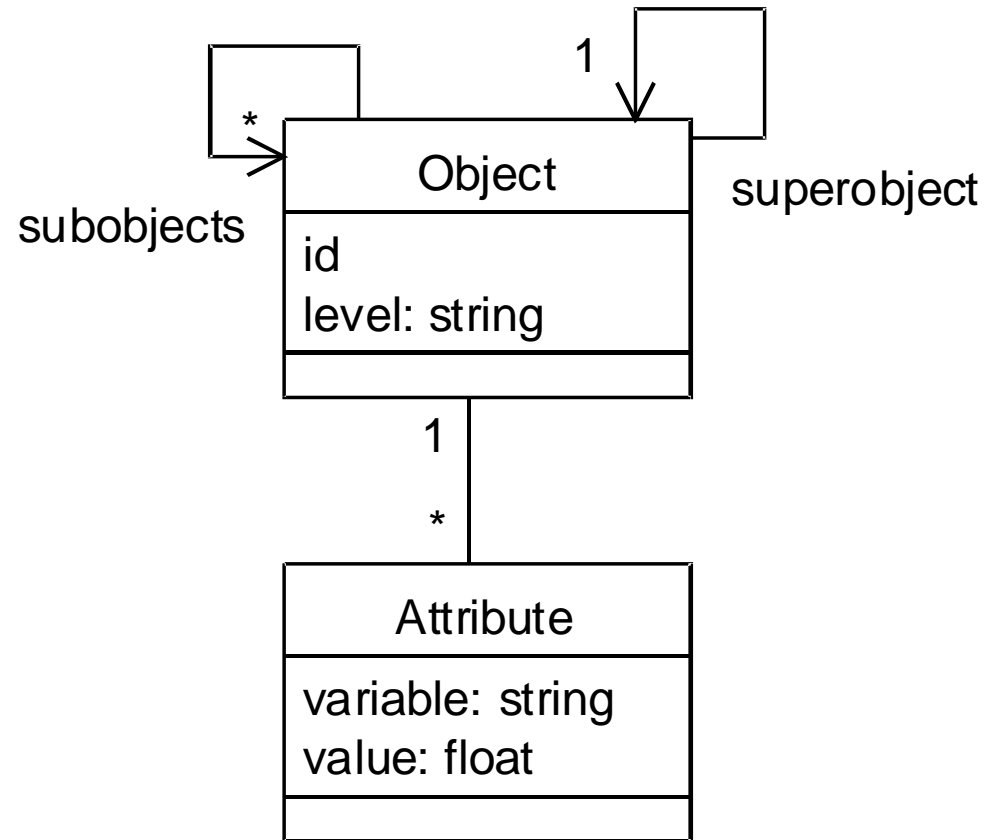 1
*
Object
superobject
subobjects
id
level: string
1
*
Attribute
variable: string
value: float